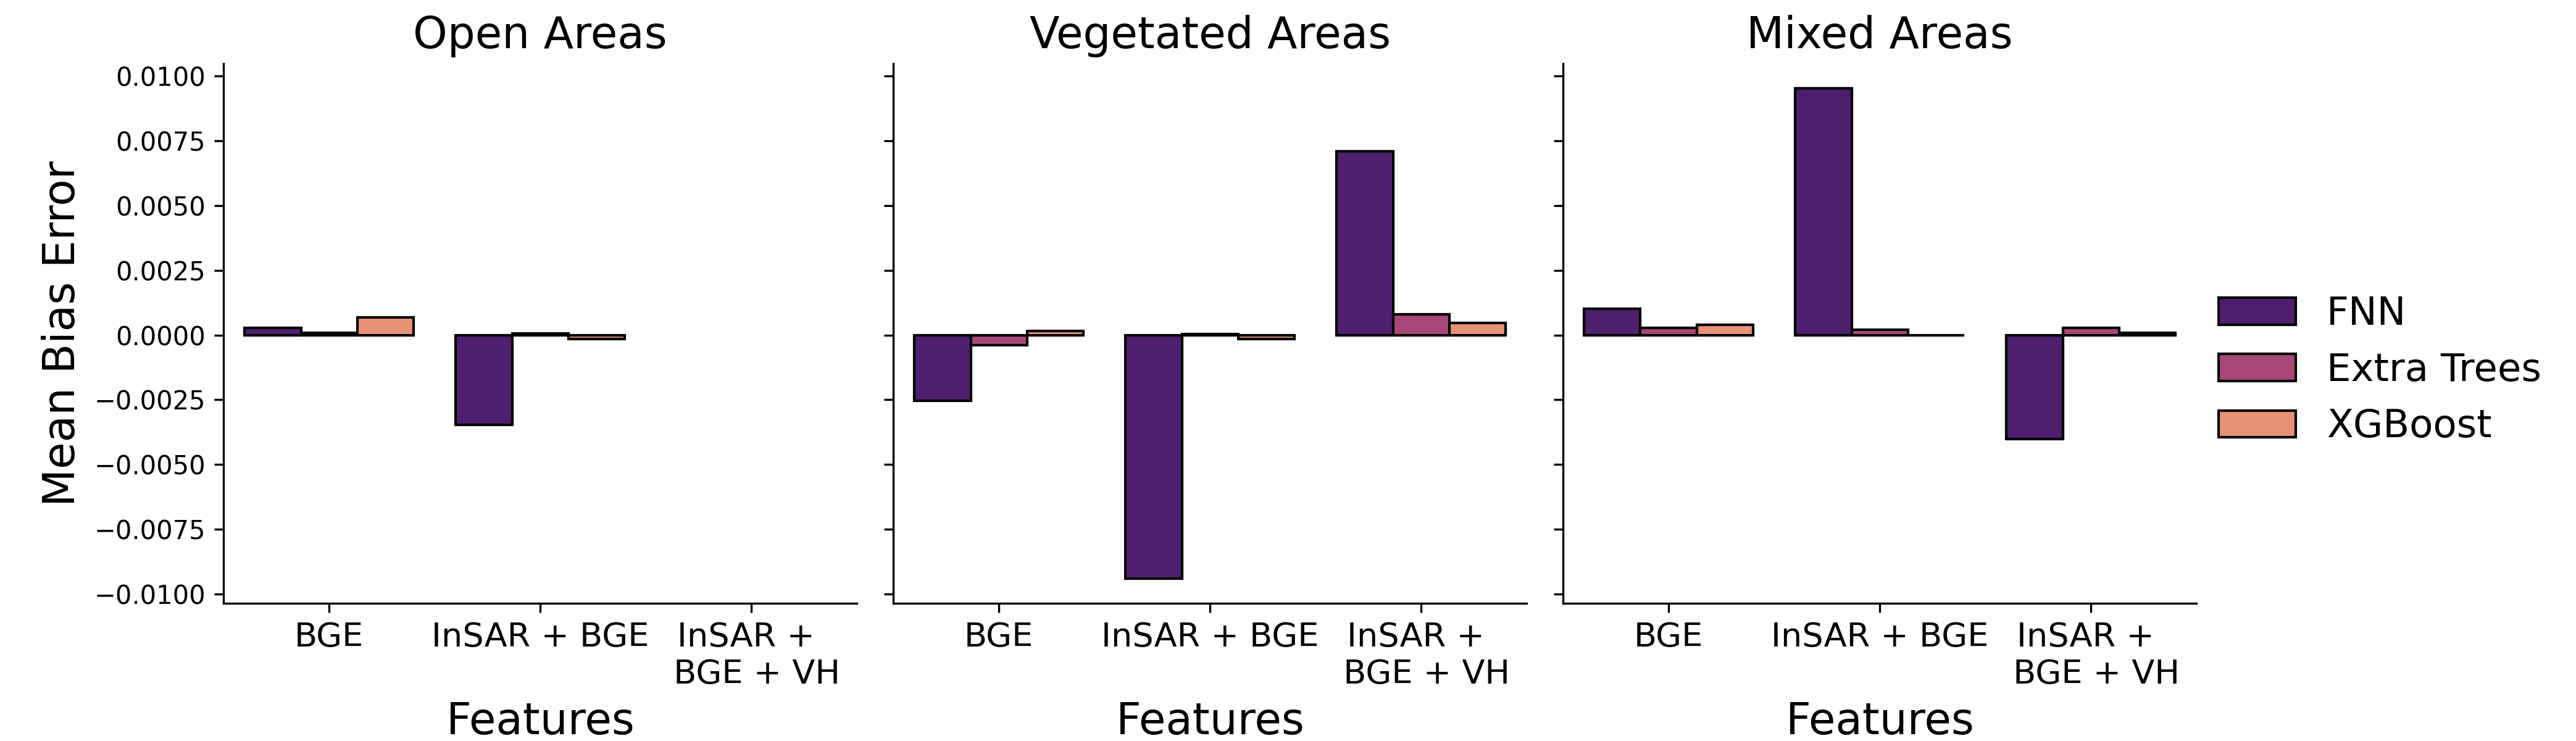 Open Areas
Vegetated Areas
Mixed Areas
Mean Bias Error
0.0100
0.0075
0.0050
0.0025
0.0000
−0.0025
−0.0050
−0.0075
−0.0100
BGE
InSAR + BGE
InSAR +
BGE + VH
Features
BGE
InSAR + BGE
InSAR +
BGE + VH
Features
BGE
InSAR + BGE
InSAR +
BGE + VH
Features
FNN
Extra Trees
XGBoost